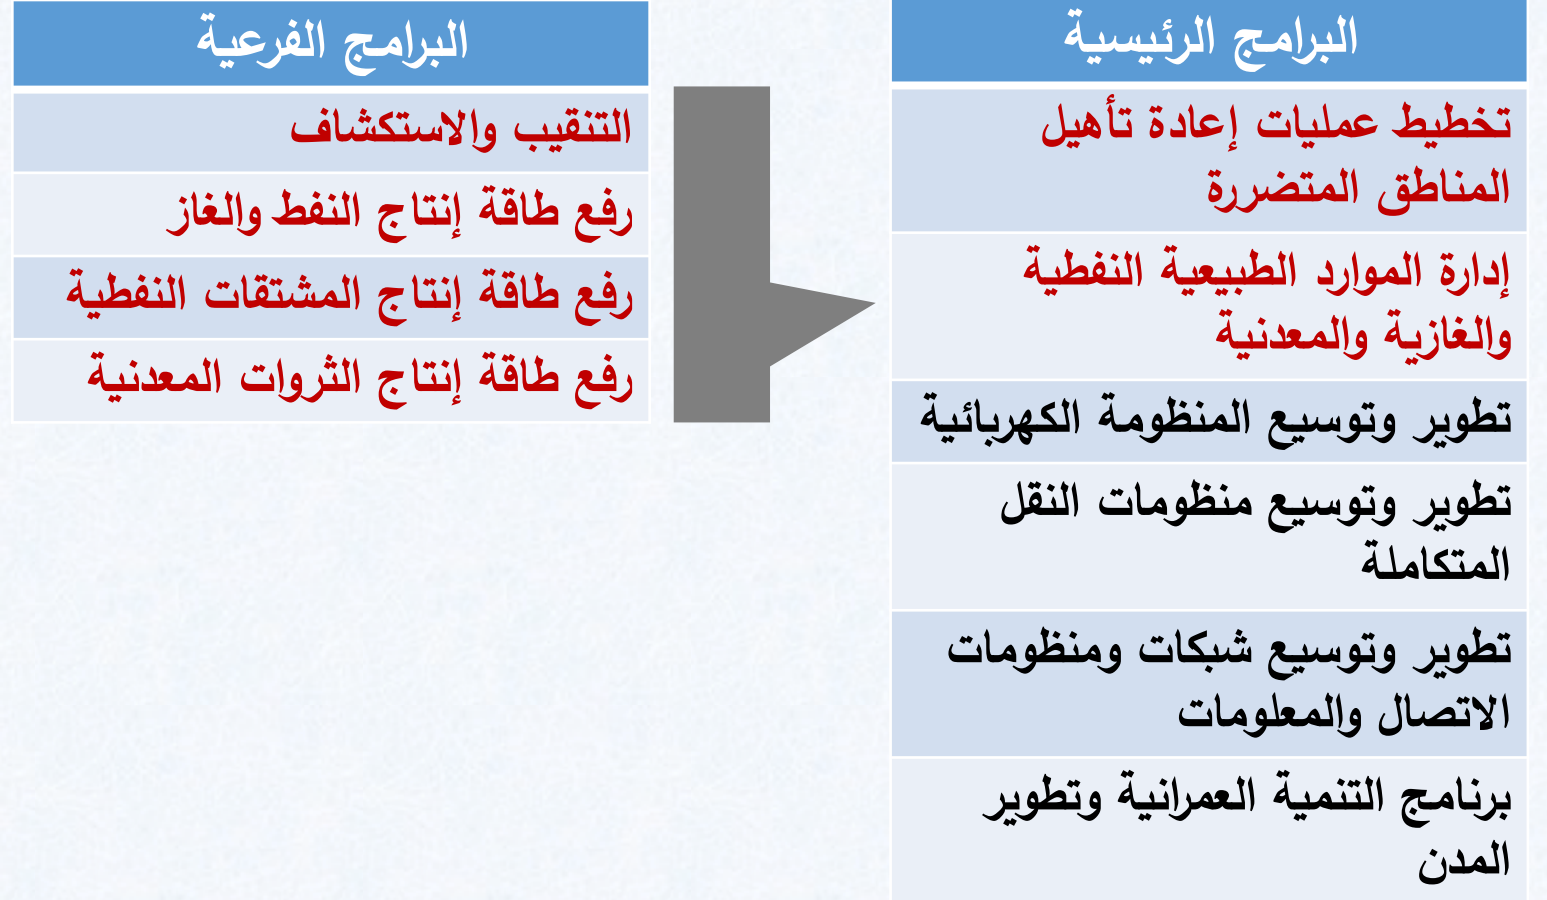 البرامج الرئيسية
تخطيط عمليات إعادة تأهيل
المناطق المتضررة
إدارة الموارد الطبيعية النفطية
والغازية والمعدنية
تطوير وتوسيع المنظومة الكهربائية
تطوير وتوسيع منظومات النقل
المتكاملة
تطوير وتوسيع شبكات ومنظومات
الاتصال والمعلومات
برنامج التنمية العمرانية وتطوير
المدن
البرامج الفرعية
التنقيب والاستكشاف
رفع طاقة إنتاج النفط والغاز
رفع طاقة إنتاج المشتقات النفطية
رفع طاقة إنتاج الثروات المعدنية